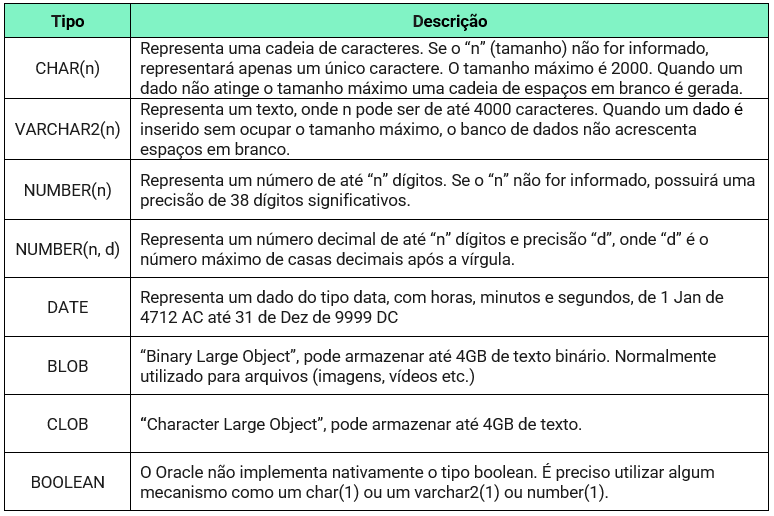 Tipo Descrição
CHAR(n) Representa uma cadeia de caracteres. Se o “n” (tamanho) não for informado,
representará apenas um único caractere. O tamanho máximo é 2000. Quando um
dado não atinge o tamanho máximo uma cadeia de espaços em branco é gerada.
VARCHAR2(n) Representa um texto, onde n pode ser de até 4000 caracteres. Quando um dado é
inserido sem ocupar o tamanho máximo, o banco de dados não acrescenta
espaços em branco.
NUMBER(n) Representa um número de até “n” dígitos. Se o “n” não for informado, possuirá uma
precisão de 38 dígitos significativos.
NUMBER(n, d) Representa um número decimal de até “n” dígitos e precisão “d”, onde “d” é o
número máximo de casas decimais após a vírgula.
DATE Representa um dado do tipo data, com horas, minutos e segundos, de 1 Jan de
4712 AC até 31 de Dez de 9999 DC
BLOB “Binary Large Object”, pode armazenar até 4GB de texto binário. Normalmente
utilizado para arquivos (imagens, vídeos etc.)
CLOB “Character Large Object”, pode armazenar até 4GB de texto.
BOOLEAN O Oracle não implementa nativamente o tipo boolean. É preciso utilizar algum
mecanismo como um char(1) ou um varchar2(1) ou number(1).